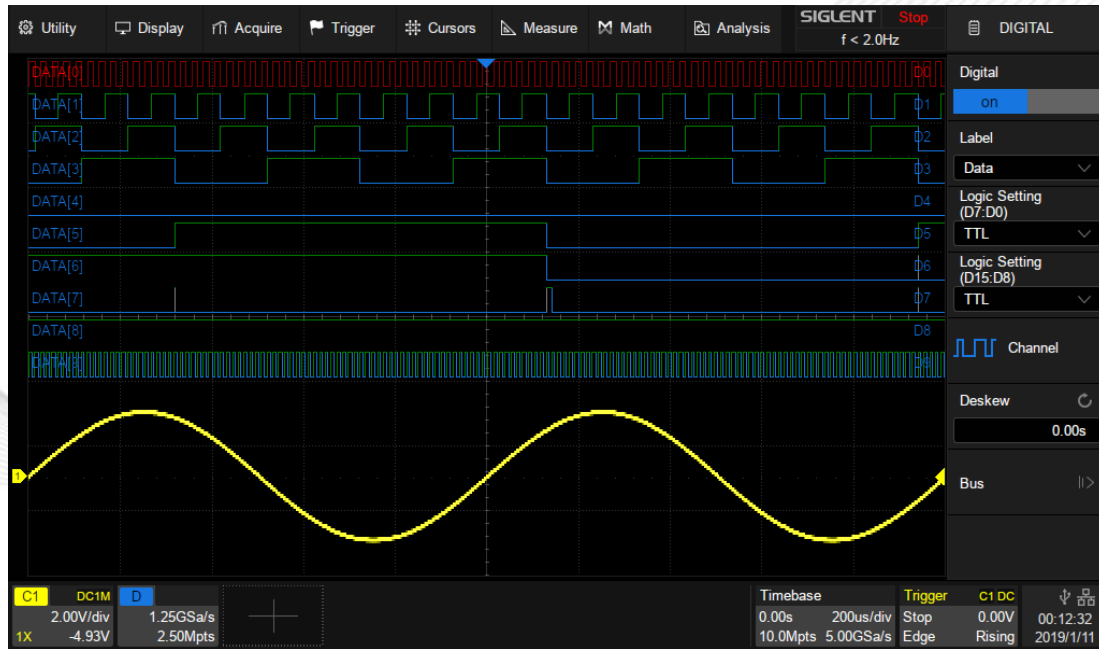 Utility Display Acquire Trigger Cursors Measure Math Analysis SIGLENT Stop DIGITAL
f < 2.0Hz
DATA[0] D0
Digital
on
DATA[1] D1
DATA[2] D2
Label
DATA[3] D3
Data
DATA[4] D4
Logic Setting
(D7:D0)
DATA[5] D5
TTL
DATA[6] D6
Logic Setting
(D15:D8)
DATA[7] D7
TTL
DATA[8] D8
Channel
DATA[9] D9
Deskew
0.00s
1
Bus
C1 DC1M D Timebase Trigger C1 DC
2.00V/div 1.25GSa/s 0.00s 200us/div Stop 0.00V 00:12:32
1X -4.93V 2.50Mpts 10.0Mpts 5.00GSa/s Edge Rising 2019/1/11